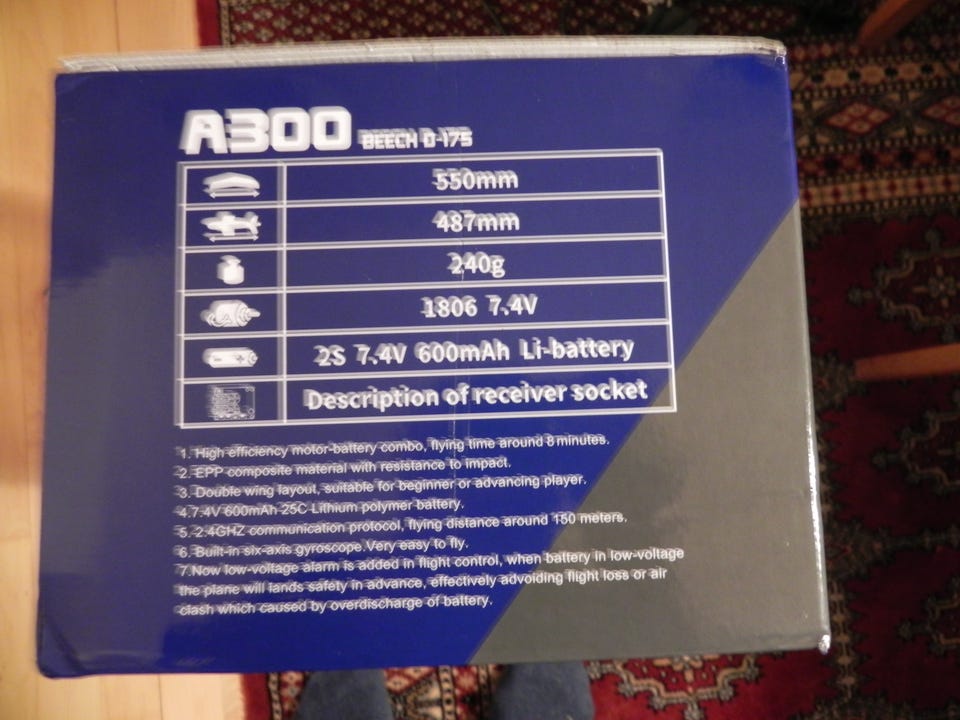 A300 BEECH D-17S
550mm
487mm
240g
1806 7.4V
2S 7.4V 600mAh Li-battery
Description of receiver socket
1. High efficiency motor-battery combo, flying time around 8 minutes.
2. EPP composite material with resistance to impact.
3. Double wing layout, suitable for beginner or advancing player.
4.7.4V 600mAh 25C Lithium polymer battery.
5. 2.4GHZ communication protocol, flying distance around 150 meters.
6. Built-in six-axis gyroscope.Very easy to fly.
7.Now low-voltage alarm is added in flight control, when battery in low-voltage
the plane will lands safety in advance, effectively advoiding flight loss or air
clash which caused by overdischarge of battery.